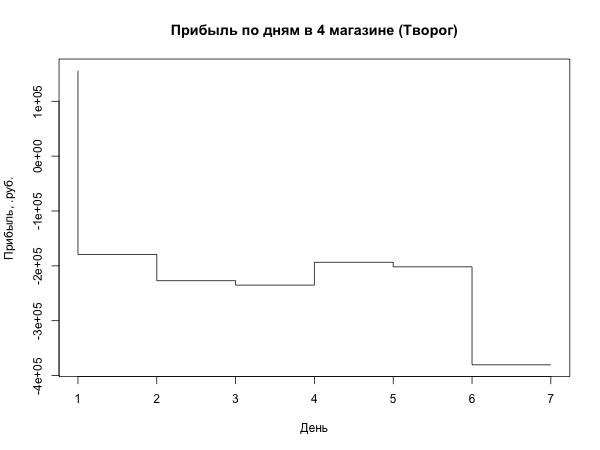 Прибыль по дням в 4 магазине (Творог)
Прибыль, .руб.
1e+05
0e+00
-1e+05
-2e+05
-3e+05
-4e+05
1 2 3 4 5 6 7
День